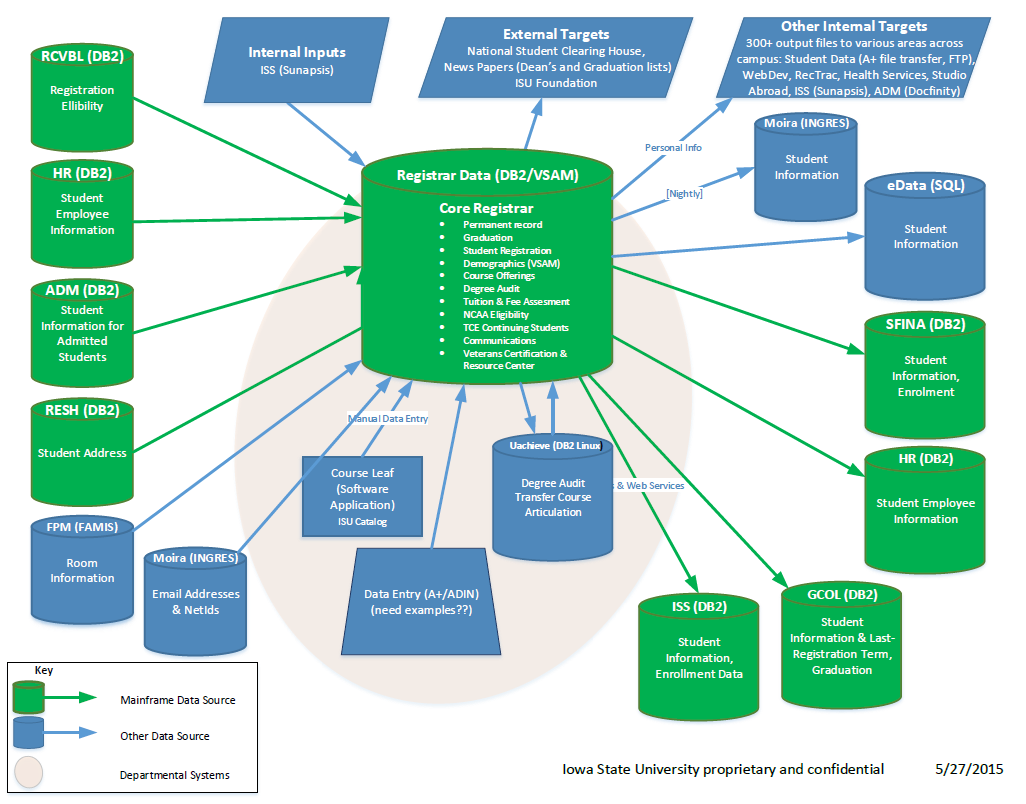 RCVBL (DB2)
Registration
Ellibility
HR (DB2)
Student
Employee
Information
ADM (DB2)
Student
Information for
Admitted
Students
RESH (DB2)
Student Address
FPM (FAMIS)
Room
Information
Moira (INGRES)
Email Addresses
& NetIds
Internal Inputs
ISS (Sunapsis)
External Targets
National Student Clearing House,
News Papers (Dean's and Graduation lists)
ISU Foundation
Other Internal Targets
300+ output files to various areas across
campus: Student Data (A+ file transfer, FTP),
WebDev, RecTrac, Health Services, Studio
Abroad, ISS (Sunapsis), ADM (Docfinity)
Registrar Data (DB2/VSAM)
Core Registrar
• Permanent record
• Graduation
• Student Registration
• Demographics (VSAM)
• Course Offerings
• Degree Audit
• Tuition & Fee Assesment
• NCAA Eligibility
• TCE Continuing Students
• Communications
• Veterans Certification &
Resource Center
Personal Info
[Nightly]
Moira (INGRES)
Student
Information
eData (SQL)
Student
Information
SFINA (DB2)
Student
Information,
Enrolment
HR (DB2)
Student Employee
Information
GCOL (DB2)
Student
Information & Last-
Registration Term,
Graduation
ISS (DB2)
Student
Information,
Enrollment Data
Manual Data Entry
Course Leaf
(Software
Application)
ISU Catalog
Uachieve (DB2 Linux)
Degree Audit
Transfer Course
Articulation
& Web Services
Data Entry (A+/ADIN)
(need examples??)
Key
Mainframe Data Source
Other Data Source
Departmental Systems
Iowa State University proprietary and confidential 5/27/2015